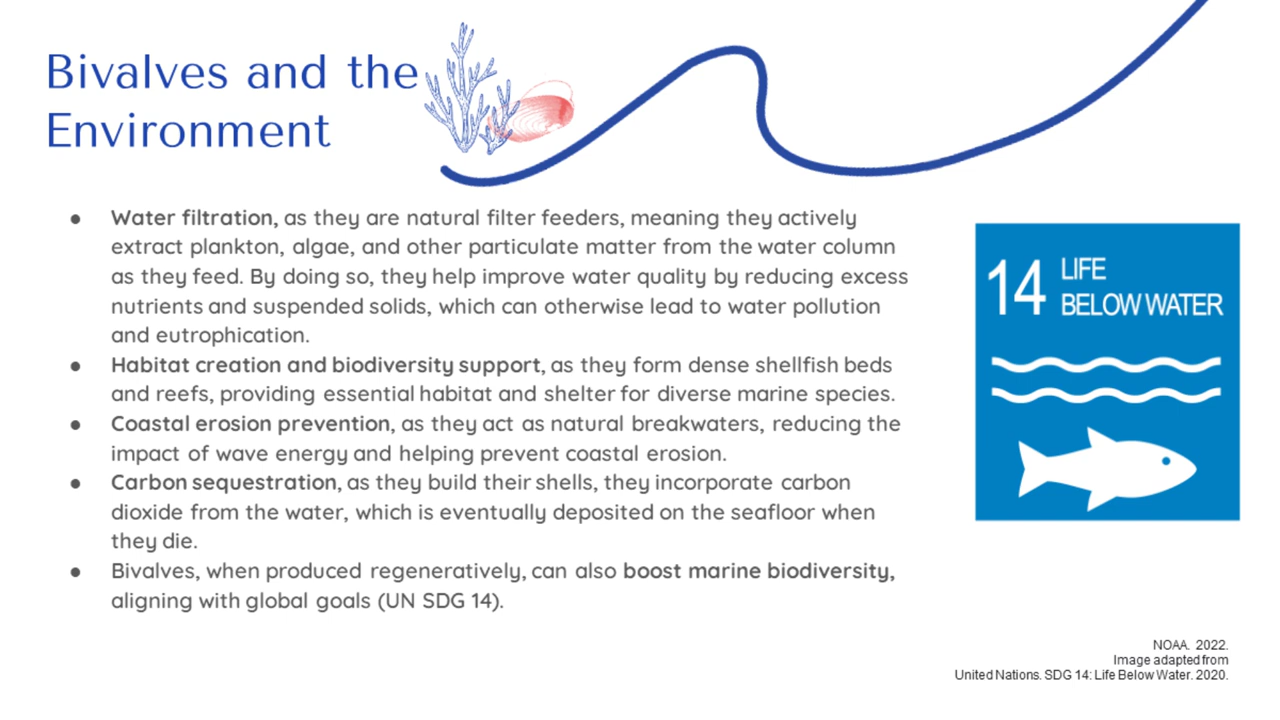 Bivalves and the
Environment
● Water filtration, as they are natural filter feeders, meaning they actively
extract plankton, algae, and other particulate matter from the water column
as they feed. By doing so, they help improve water quality by reducing excess
nutrients and suspended solids, which can otherwise lead to water pollution
and eutrophication.
● Habitat creation and biodiversity support, as they form dense shellfish beds
and reefs, providing essential habitat and shelter for diverse marine species.
● Coastal erosion prevention, as they act as natural breakwaters, reducing the
impact of wave energy and helping prevent coastal erosion.
● Carbon sequestration, as they build their shells, they incorporate carbon
dioxide from the water, which is eventually deposited on the seafloor when
they die.
● Bivalves, when produced regeneratively, can also boost marine biodiversity,
aligning with global goals (UN SDG 14).
14 LIFE
BELOW WATER
NOAA. 2022.
Image adapted from
United Nations. SDG 14: Life Below Water. 2020.